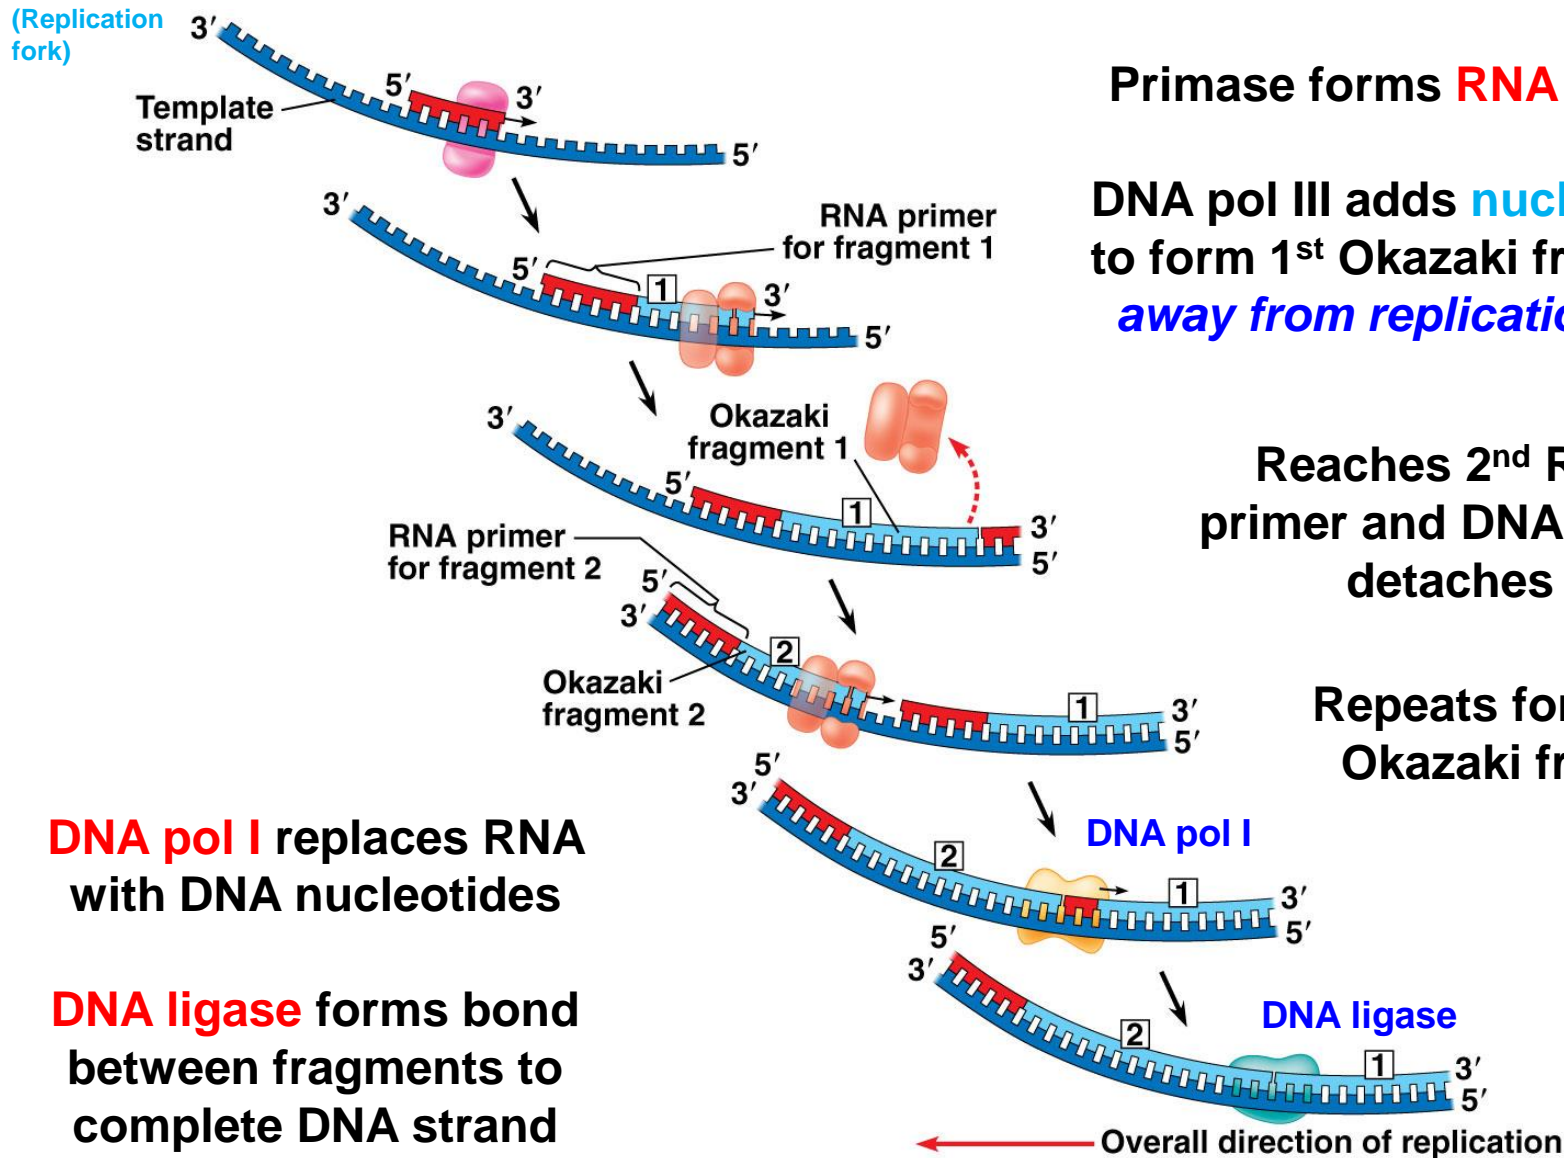 (Replication
fork)
3′
5′
3′
Template
strand
5′
Primase forms RNA
3′
RNA primer
for fragment 1
5′
1
3′
5′
DNA pol III adds
to form 1st Okazaki
away from
3′
Okazaki
fragment 1
5′
1
3′
5′
Reaches 2nd
primer and DNA
detaches
RNA primer
for fragment 2
5′
3′
2
Okazaki
fragment 2
1
3′
5′
Repeats
Okazaki
5′
3′
DNA pol I
2
1
3′
5′
DNA pol I replaces RNA
with DNA nucleotides
5′
3′
DNA ligase
2
1
3′
5′
DNA ligase forms bond
between fragments to
complete DNA strand
Overall direction of replication